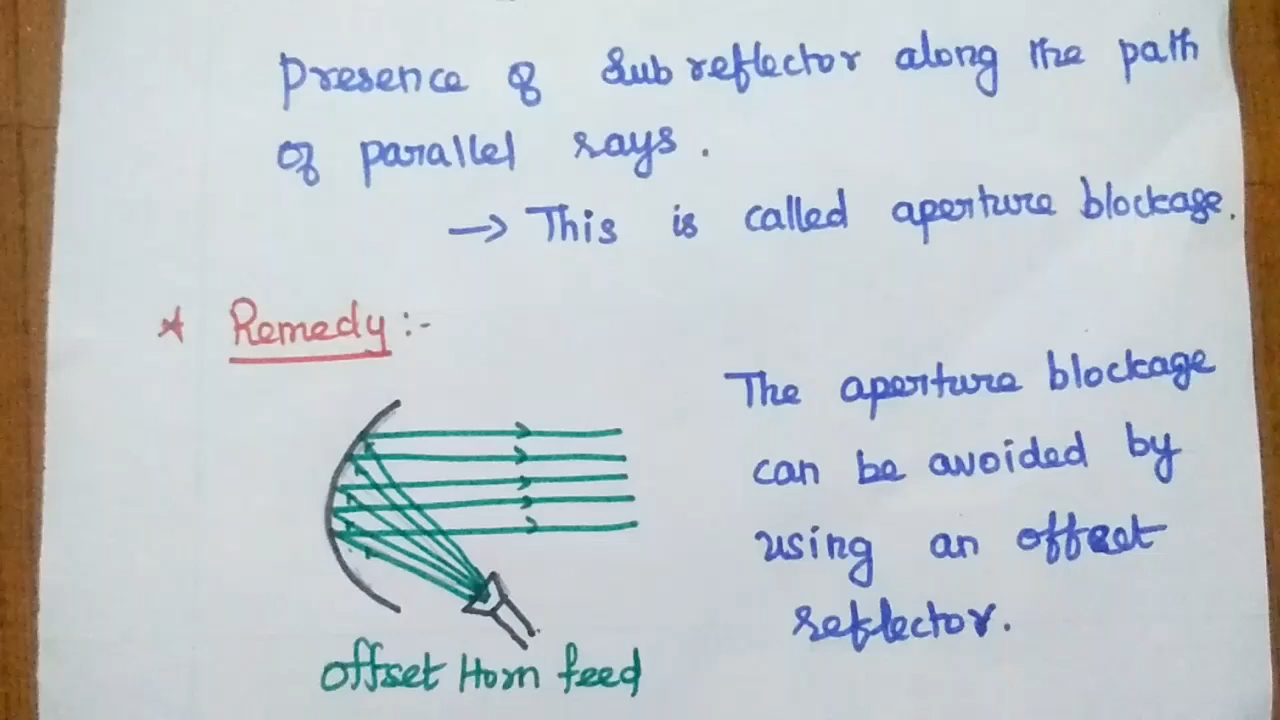 presence of sub reflector along the path
of parallel rays.
→ This is called aperture blockage.
* Remedy :-
The aperture blockage
can be avoided by
using an offset
reflector.
offset Horn feed